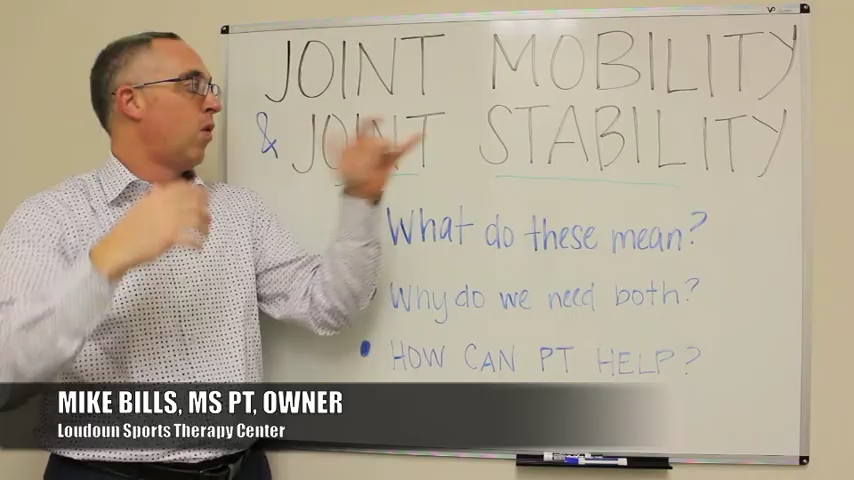 JOINT MOBILITY
& JOINT STABILITY
What do these mean?
Why do we need both?
• HOW CAN PT HELP?
MIKE BILLS, MS PT, OWNER
Loudoun Sports Therapy Center